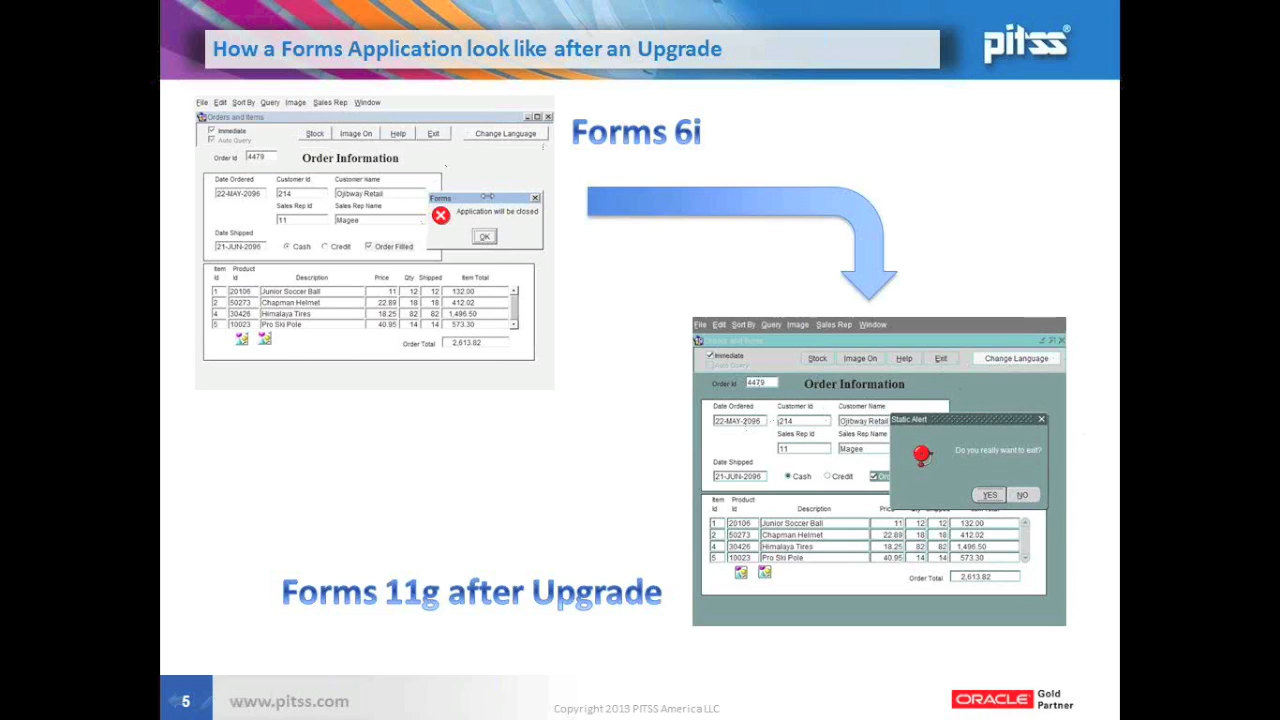 How a Forms Application look like after an Upgrade
pitss®
File Edit Sort By Query Image Sales Rep Window
Orders and Items
Immediate
Auto Query
Stock Image On Help Exit Change Language
Order Id 4479 Order Information
Date Ordered Customer Id Customer Name
22-MAY-2096 214 Ojibway Retail
Sales Rep Id Sales Rep Name
11 Magee
Date Shipped
21-JUN-2096 Cash Credit Order Filled
Forms
Application will be closed
OK
Item Product
Id Id Description Price Qty Shipped Item Total
1 20106 Junior Soccer Ball 11 12 12 132.00
2 50273 Chapman Helmet 22.89 18 18 412.02
4 30426 Himalaya Tires 18.25 82 82 1,496.50
5 10023 Pro Ski Pole 40.95 14 14 573.30
Order Total 2,613.82
Forms 6i
File Edit Sort By Query Image Sales Rep Window
Orders and Items
Immediate
Auto Query
Stock Image On Help Exit Change Language
Order Id 4479 Order Information
Date Ordered Customer Id Customer Name
22-MAY-2096 214 Ojibway Retail
Sales Rep Id Sales Rep Name
11 Magee
Date Shipped
21-JUN-2096 Cash Credit Ord
Static Alert
Do you really want to exit?
YES NO
Item Product
Id Id Description
1 20106 Junior Soccer Ball 11 12 12 132.00
2 50273 Chapman Helmet 22.89 18 18 412.02
4 30426 Himalaya Tires 18.25 82 82 1,496.50
5 10023 Pro Ski Pole 40.95 14 14 573.30
Order Total 2,613.82
Forms 11g after Upgrade
5
www.pitss.com
Copyright 2013 PITSS America LLC
ORACLE Gold
Partner